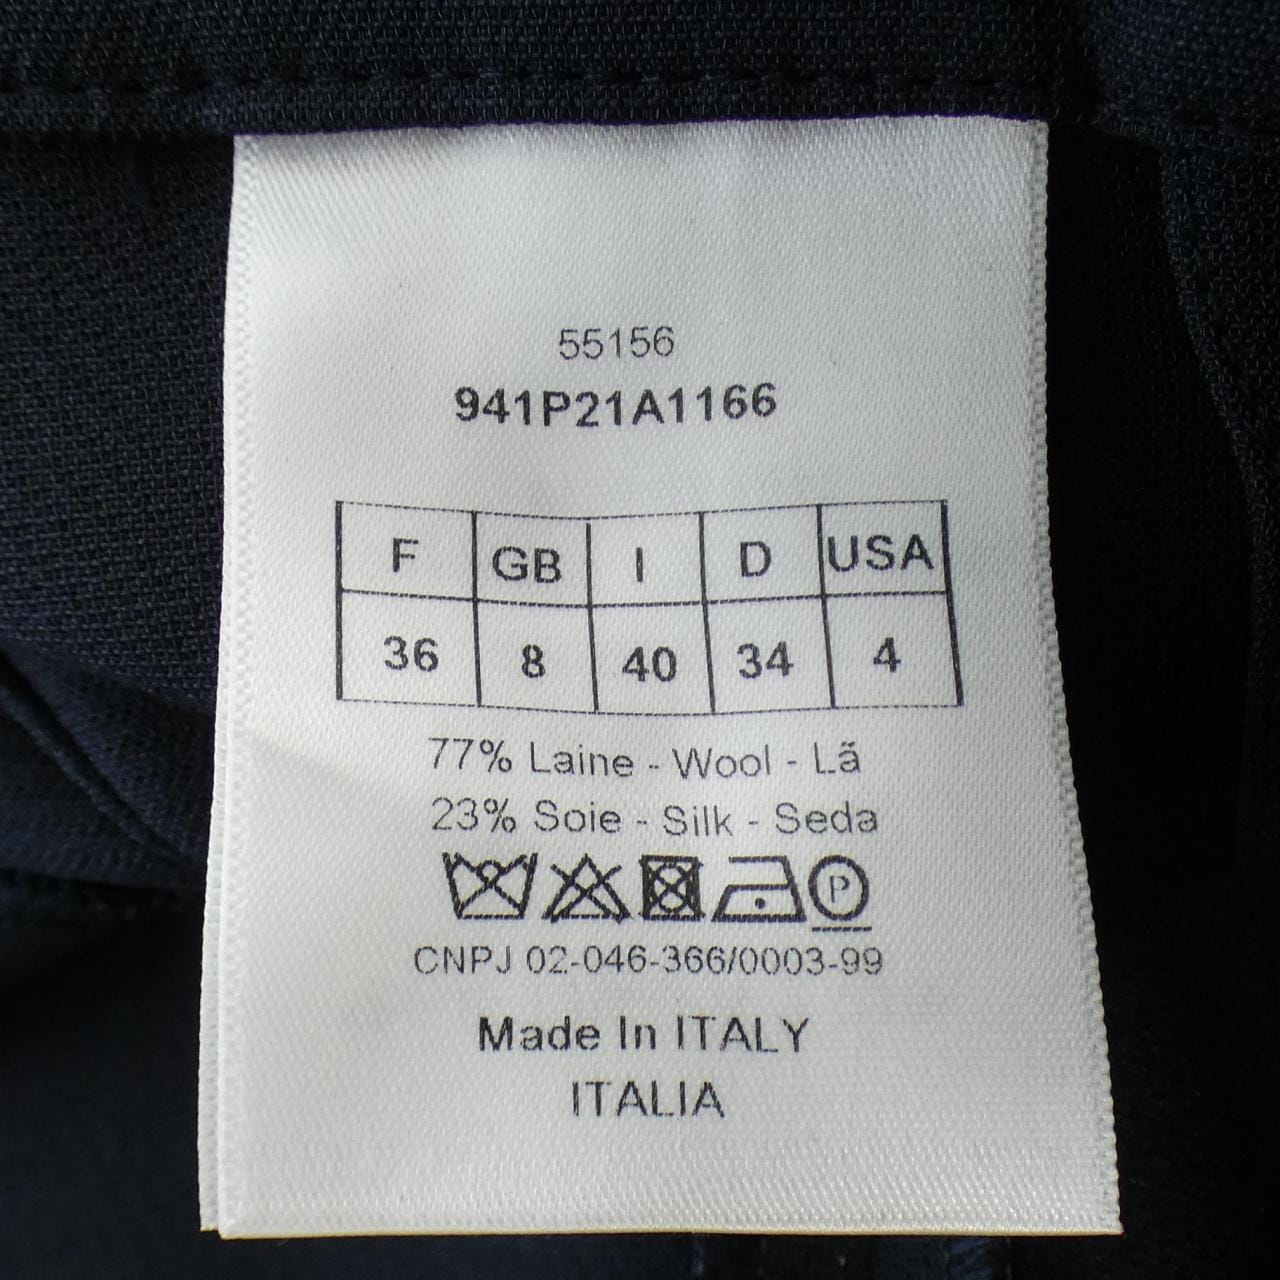 55156
941P21A1166
F GB I D USA
36 8 40 34 4
77% Laine - Wool - Lã
23% Soie - Silk - Seda
P
CNPJ 02-046-366/0003-99
Made In ITALY
ITALIA